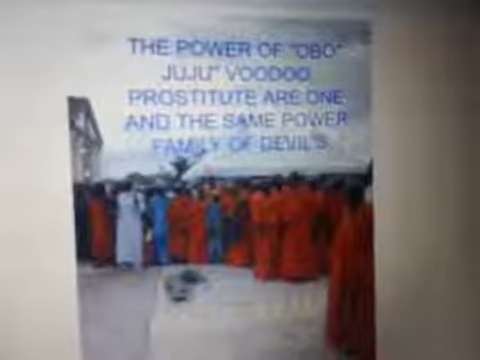 THE POWER OF "OBO"
JUJU" VOODOO
PROSTITUTE ARE ONE
AND THE SAME POWER
FAMILY OF DEVIL'S